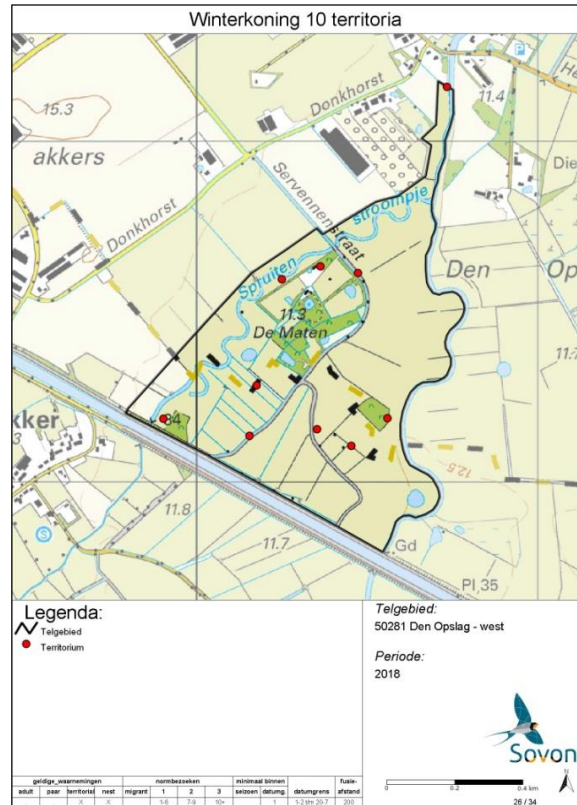 Winterkoning 10 territoria
15.3
akkers
Donkhorst
11.4
Die
Donkhorst
Servennenstraat
stroompje
Spruiten
Den
Op
11.3
De Maten
11.7
kker
34
12.5
11.8
11.7
Gd
Pl 35
S
P
Legenda:
Telgebied
Territorium
Telgebied:
50281 Den Opslag - west
Periode:
2018
Sovon
0 0.2 0.4 km
N
26 / 34
geldige_waarnemingen normbezoeken minimaal binnen fusie-
adult paar territoriaal nest migrant 1 2 3 seizoen datumg. datumgrens afstand
X X 1-6 7-9 10+ 1 1-2 t/m 20-7 200